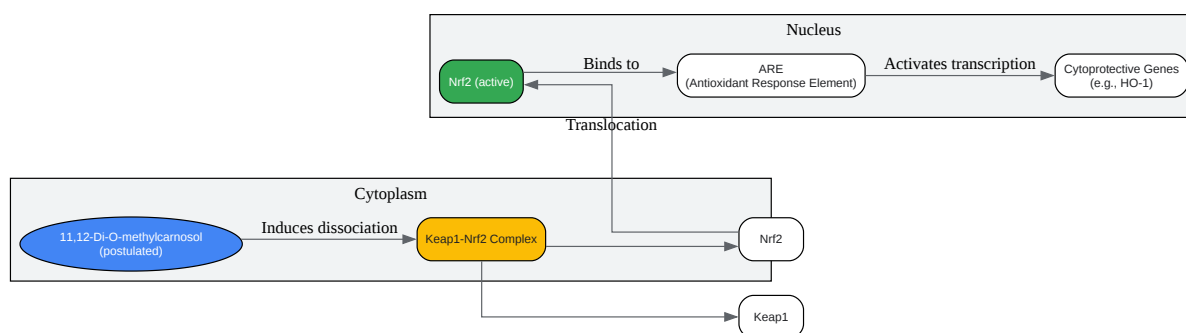 Nucleus
Nrf2 (active)
Binds to
ARE
(Antioxidant Response Element)
Activates transcription
Cytoprotective Genes
(e.g., HO-1)
Translocation
Cytoplasm
11,12-Di-O-methylcarnosol
(postulated)
Induces dissociation
Keap1-Nrf2 Complex
Nrf2
Keap1